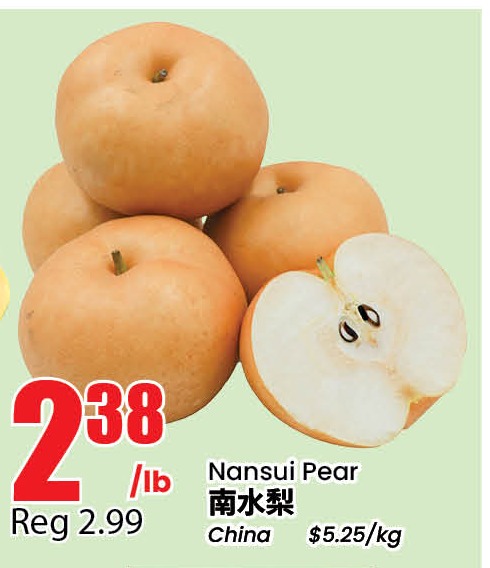 2.38
/lb
Reg 2.99
Nansui Pear
南水梨
China $5.25/kg